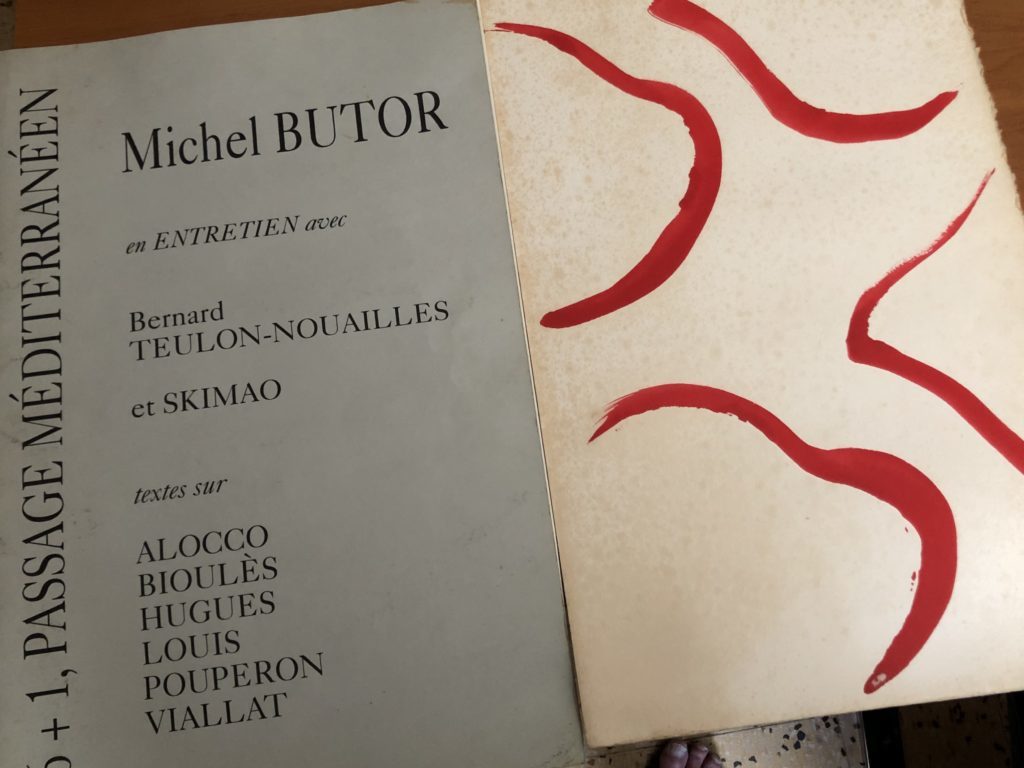 6 + 1, PASSAGE MÉDITERRANÉEN
Michel BUTOR
en ENTRETIEN avec
Bernard
TEULON-NOUAILLES
et SKIMAO
textes sur
ALOCCO
BIOULÈS
HUGUES
LOUIS
POUPERON
VIALLAT